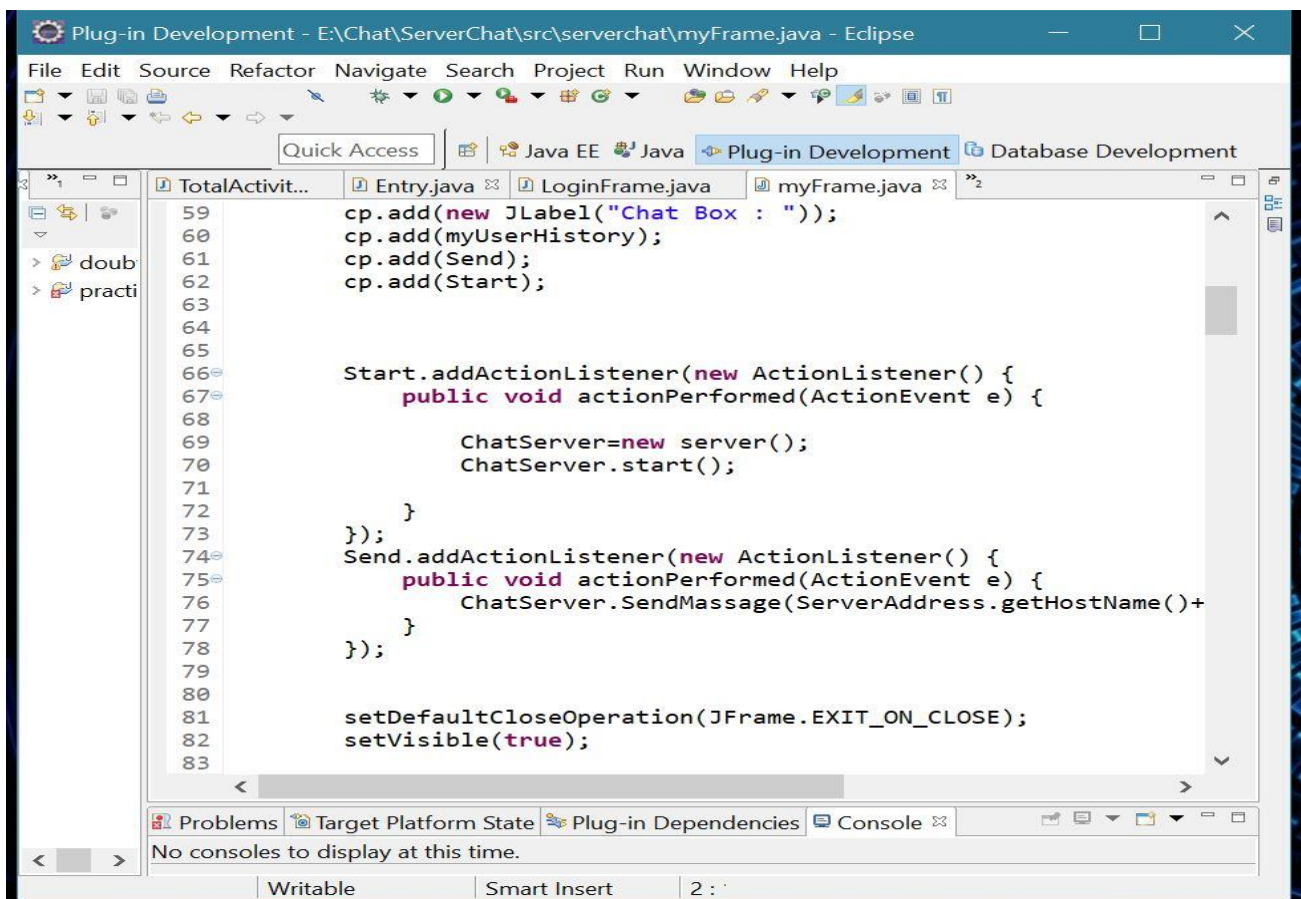 Plug-in Development - E:\Chat\ServerChat\src\serverchat\myFrame.java - Eclipse
File Edit Source Refactor Navigate Search Project Run Window Help
Quick Access Java EE Java Plug-in Development Database Development
»1 TotalActivit... Entry.java LoginFrame.java myFrame.java »2
doub
practi
59 cp.add(new JLabel("Chat Box : "));
60 cp.add(myUserHistory);
61 cp.add(Send);
62 cp.add(Start);
63
64
65
66 Start.addActionListener(new ActionListener() {
67 public void actionPerformed(ActionEvent e) {
68
69 ChatServer=new server();
70 ChatServer.start();
71
72 }
73 });
74 Send.addActionListener(new ActionListener() {
75 public void actionPerformed(ActionEvent e) {
76 ChatServer.SendMassage(ServerAddress.getHostName()+
77 }
78 });
79
80
81 setDefaultCloseOperation(JFrame.EXIT_ON_CLOSE);
82 setVisible(true);
83
Problems Target Platform State Plug-in Dependencies Console
No consoles to display at this time.
Writable Smart Insert 2 :